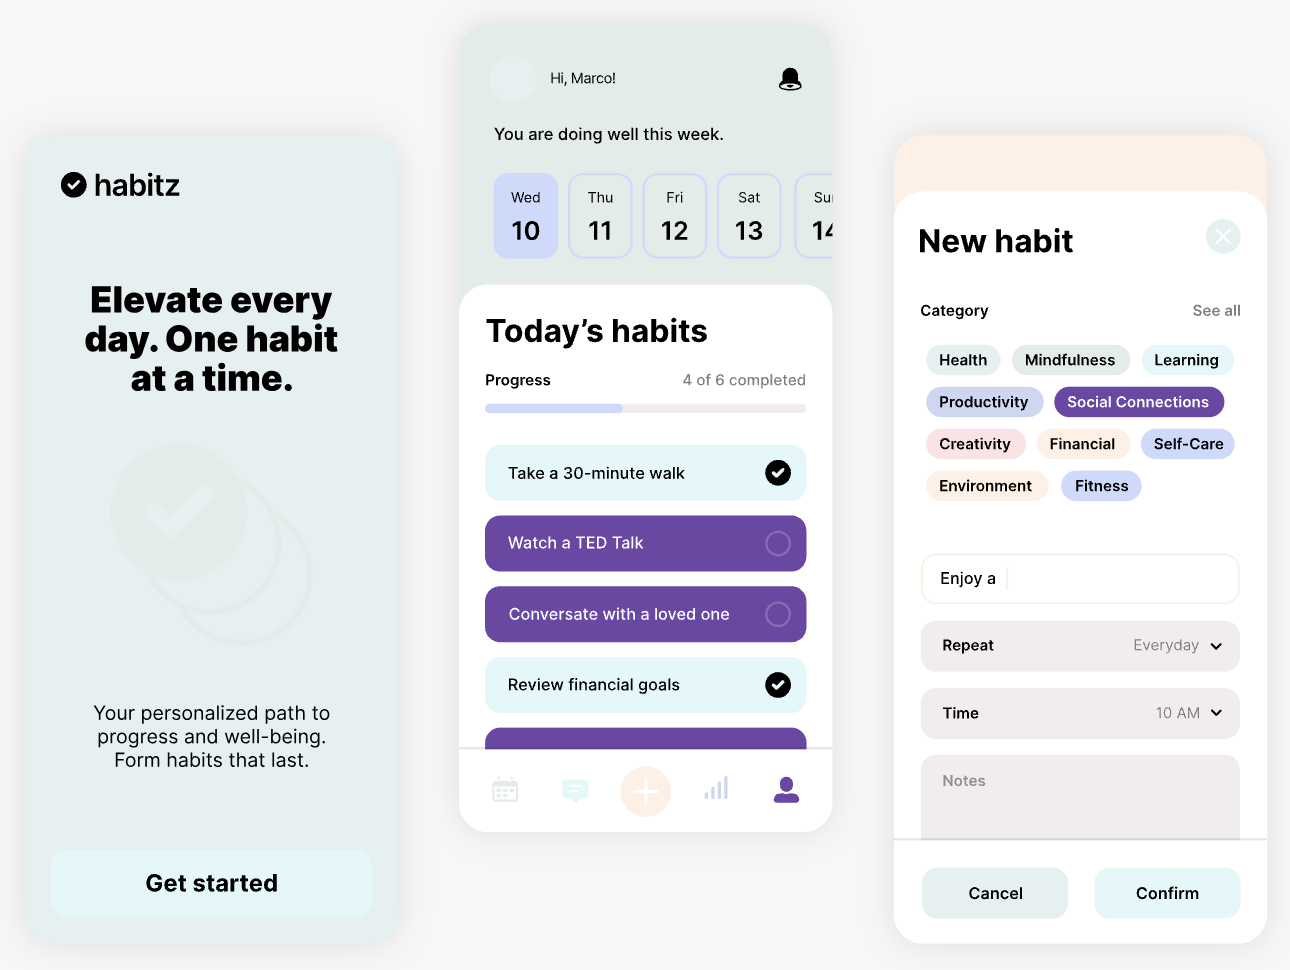 habitz
Elevate every
day. One habit
at a time.
Your personalized path to
progress and well-being.
Form habits that last.
Get started
Hi, Marco!
You are doing well this week.
Wed Thu Fri Sat Sun
10 11 12 13 14
Today’s habits
Progress 4 of 6 completed
Take a 30-minute walk
Watch a TED Talk
Conversate with a loved one
Review financial goals
New habit
Category See all
Health Mindfulness Learning
Productivity Social Connections
Creativity Financial Self-Care
Environment Fitness
Enjoy a
Repeat Everyday
Time 10 AM
Notes
Cancel Confirm